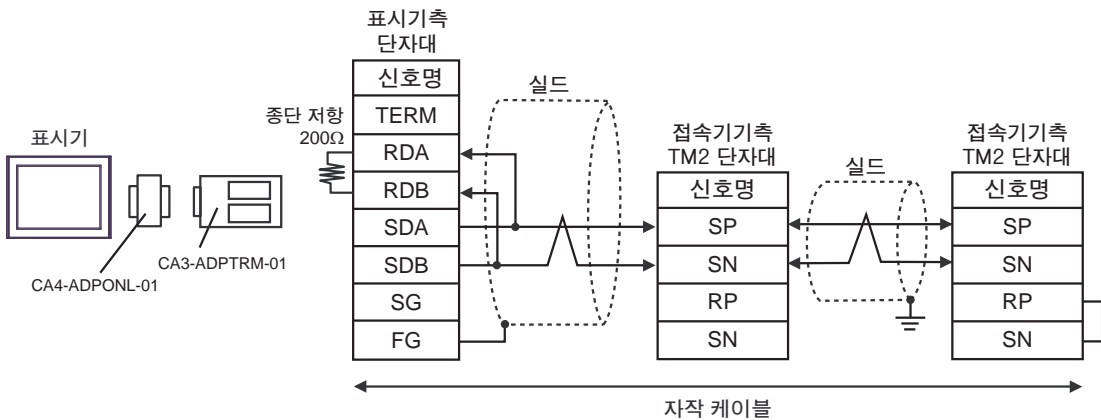 표시기
CA4-ADPONL-01
CA3-ADPTRM-01
종단 저항
200Ω
표시기측
단자대
신호명
TERM
RDA
RDB
SDA
SDB
SG
FG
실드
접속기기측
TM2 단자대
신호명
SP
SN
RP
SN
실드
접속기기측
TM2 단자대
신호명
SP
SN
RP
SN
자작 케이블